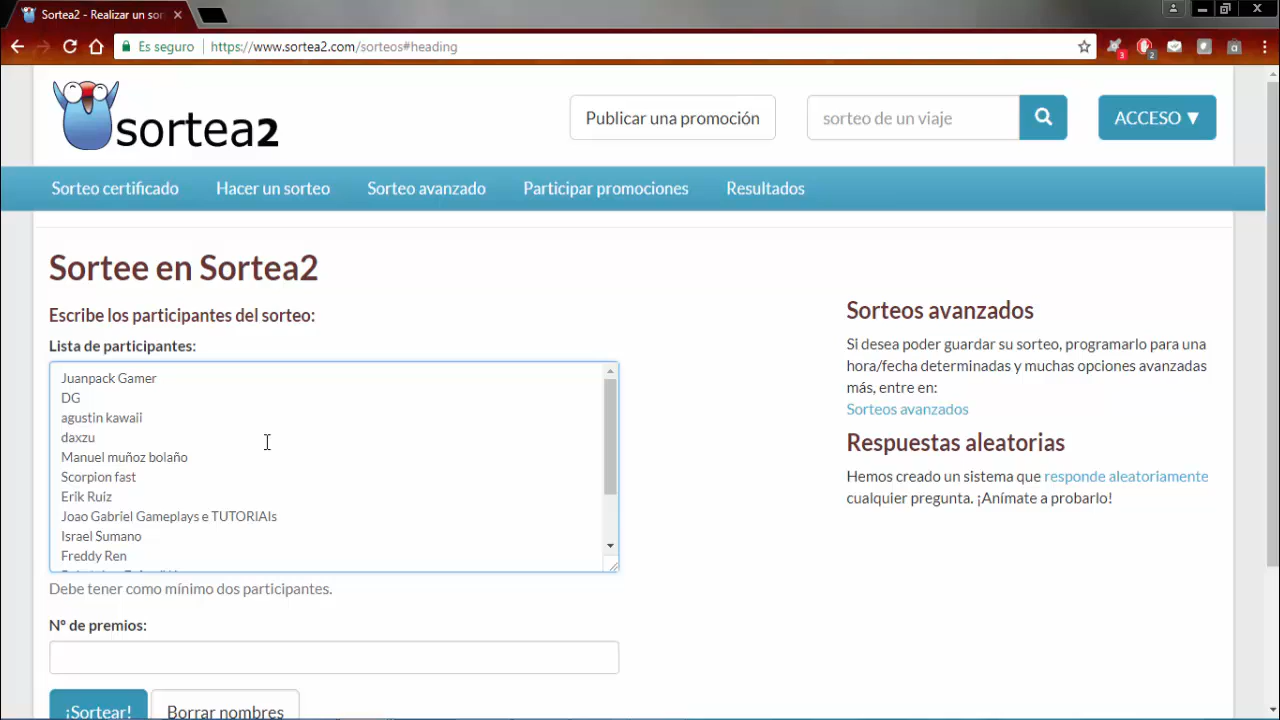 Sortea2 - Realizar un sor
Es seguro https://www.sortea2.com/sorteos#heading
3
2
sortea2
Publicar una promoción
sorteo de un viaje
ACCESO ▼
Sorteo certificado
Hacer un sorteo
Sorteo avanzado
Participar promociones
Resultados
Sortee en Sortea2
Escribe los participantes del sorteo:
Lista de participantes:
Juanpack Gamer
DG
agustin kawaii
daxzu
Manuel muñoz bolaño
Scorpion fast
Erik Ruiz
Joao Gabriel Gameplays e TUTORIAIs
Israel Sumano
Freddy Ren
Debe tener como mínimo dos participantes.
Nº de premios:
¡Sortear!
Borrar nombres
Sorteos avanzados
Si desea poder guardar su sorteo, programarlo para una
hora/fecha determinadas y muchas opciones avanzadas
más, entre en:
Sorteos avanzados
Respuestas aleatorias
Hemos creado un sistema que responde aleatoriamente
cualquier pregunta. ¡Anímate a probarlo!